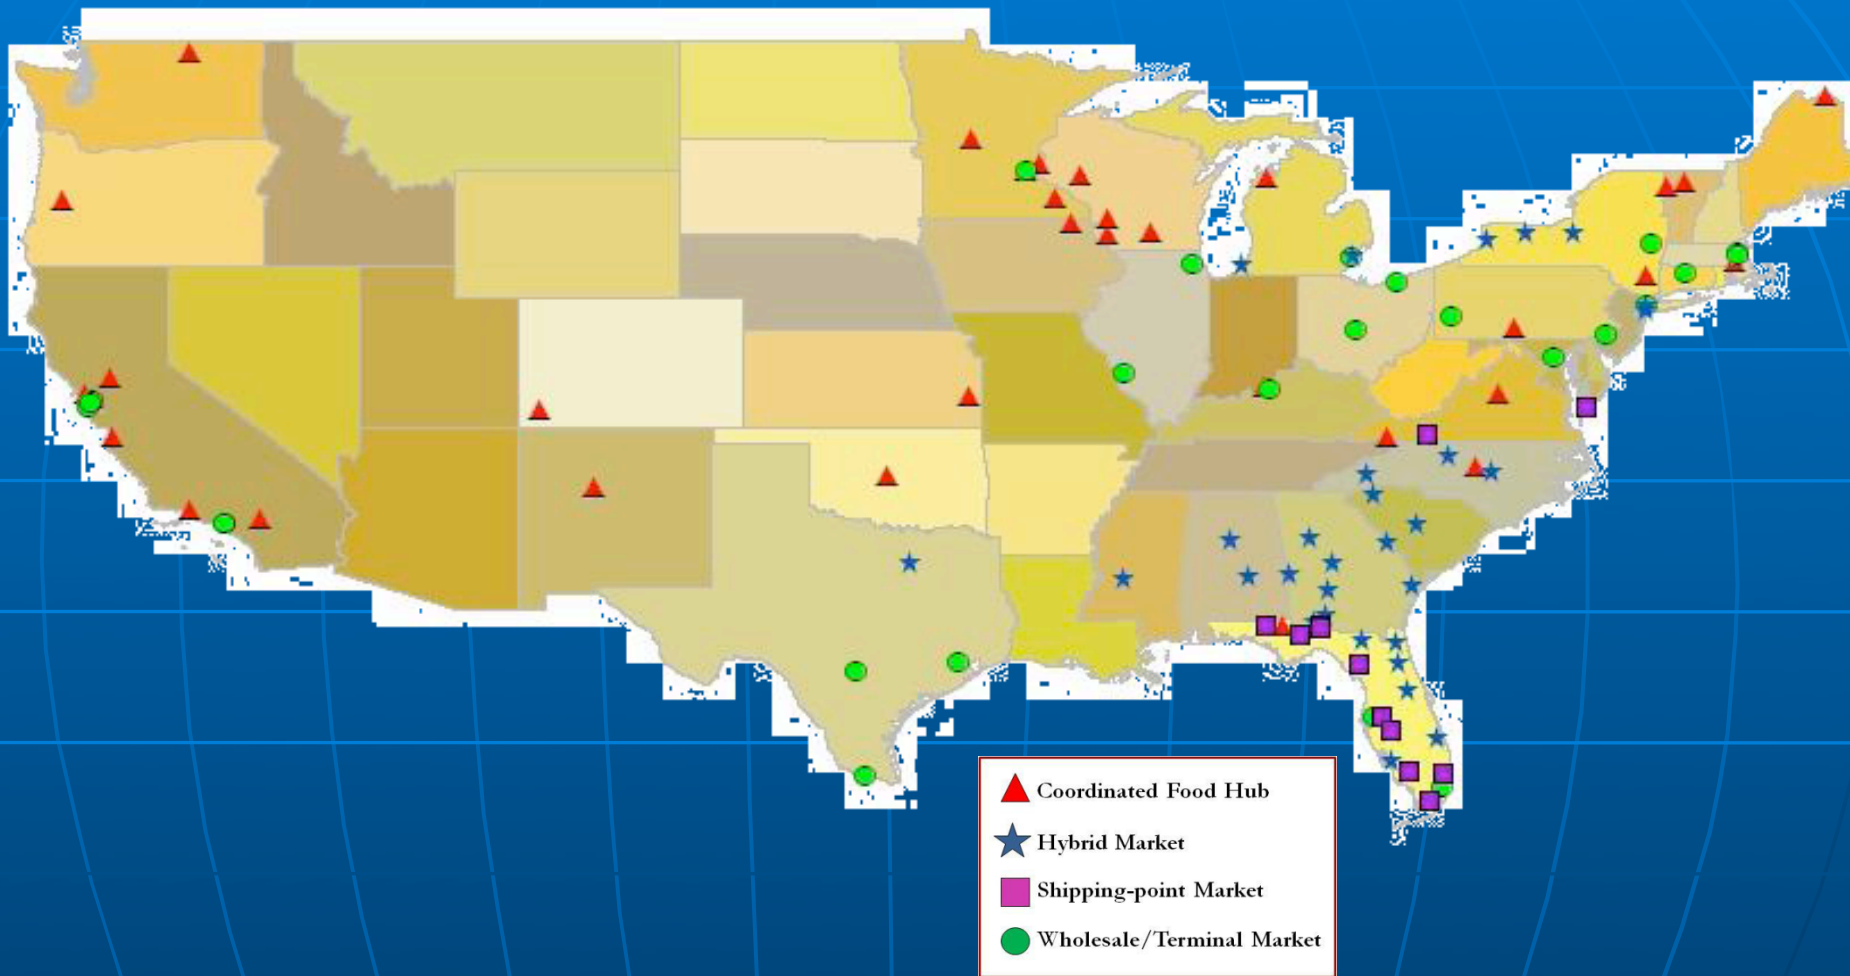 Coordinated Food Hub
Hybrid Market
Shipping-point Market
Wholesale/Terminal Market